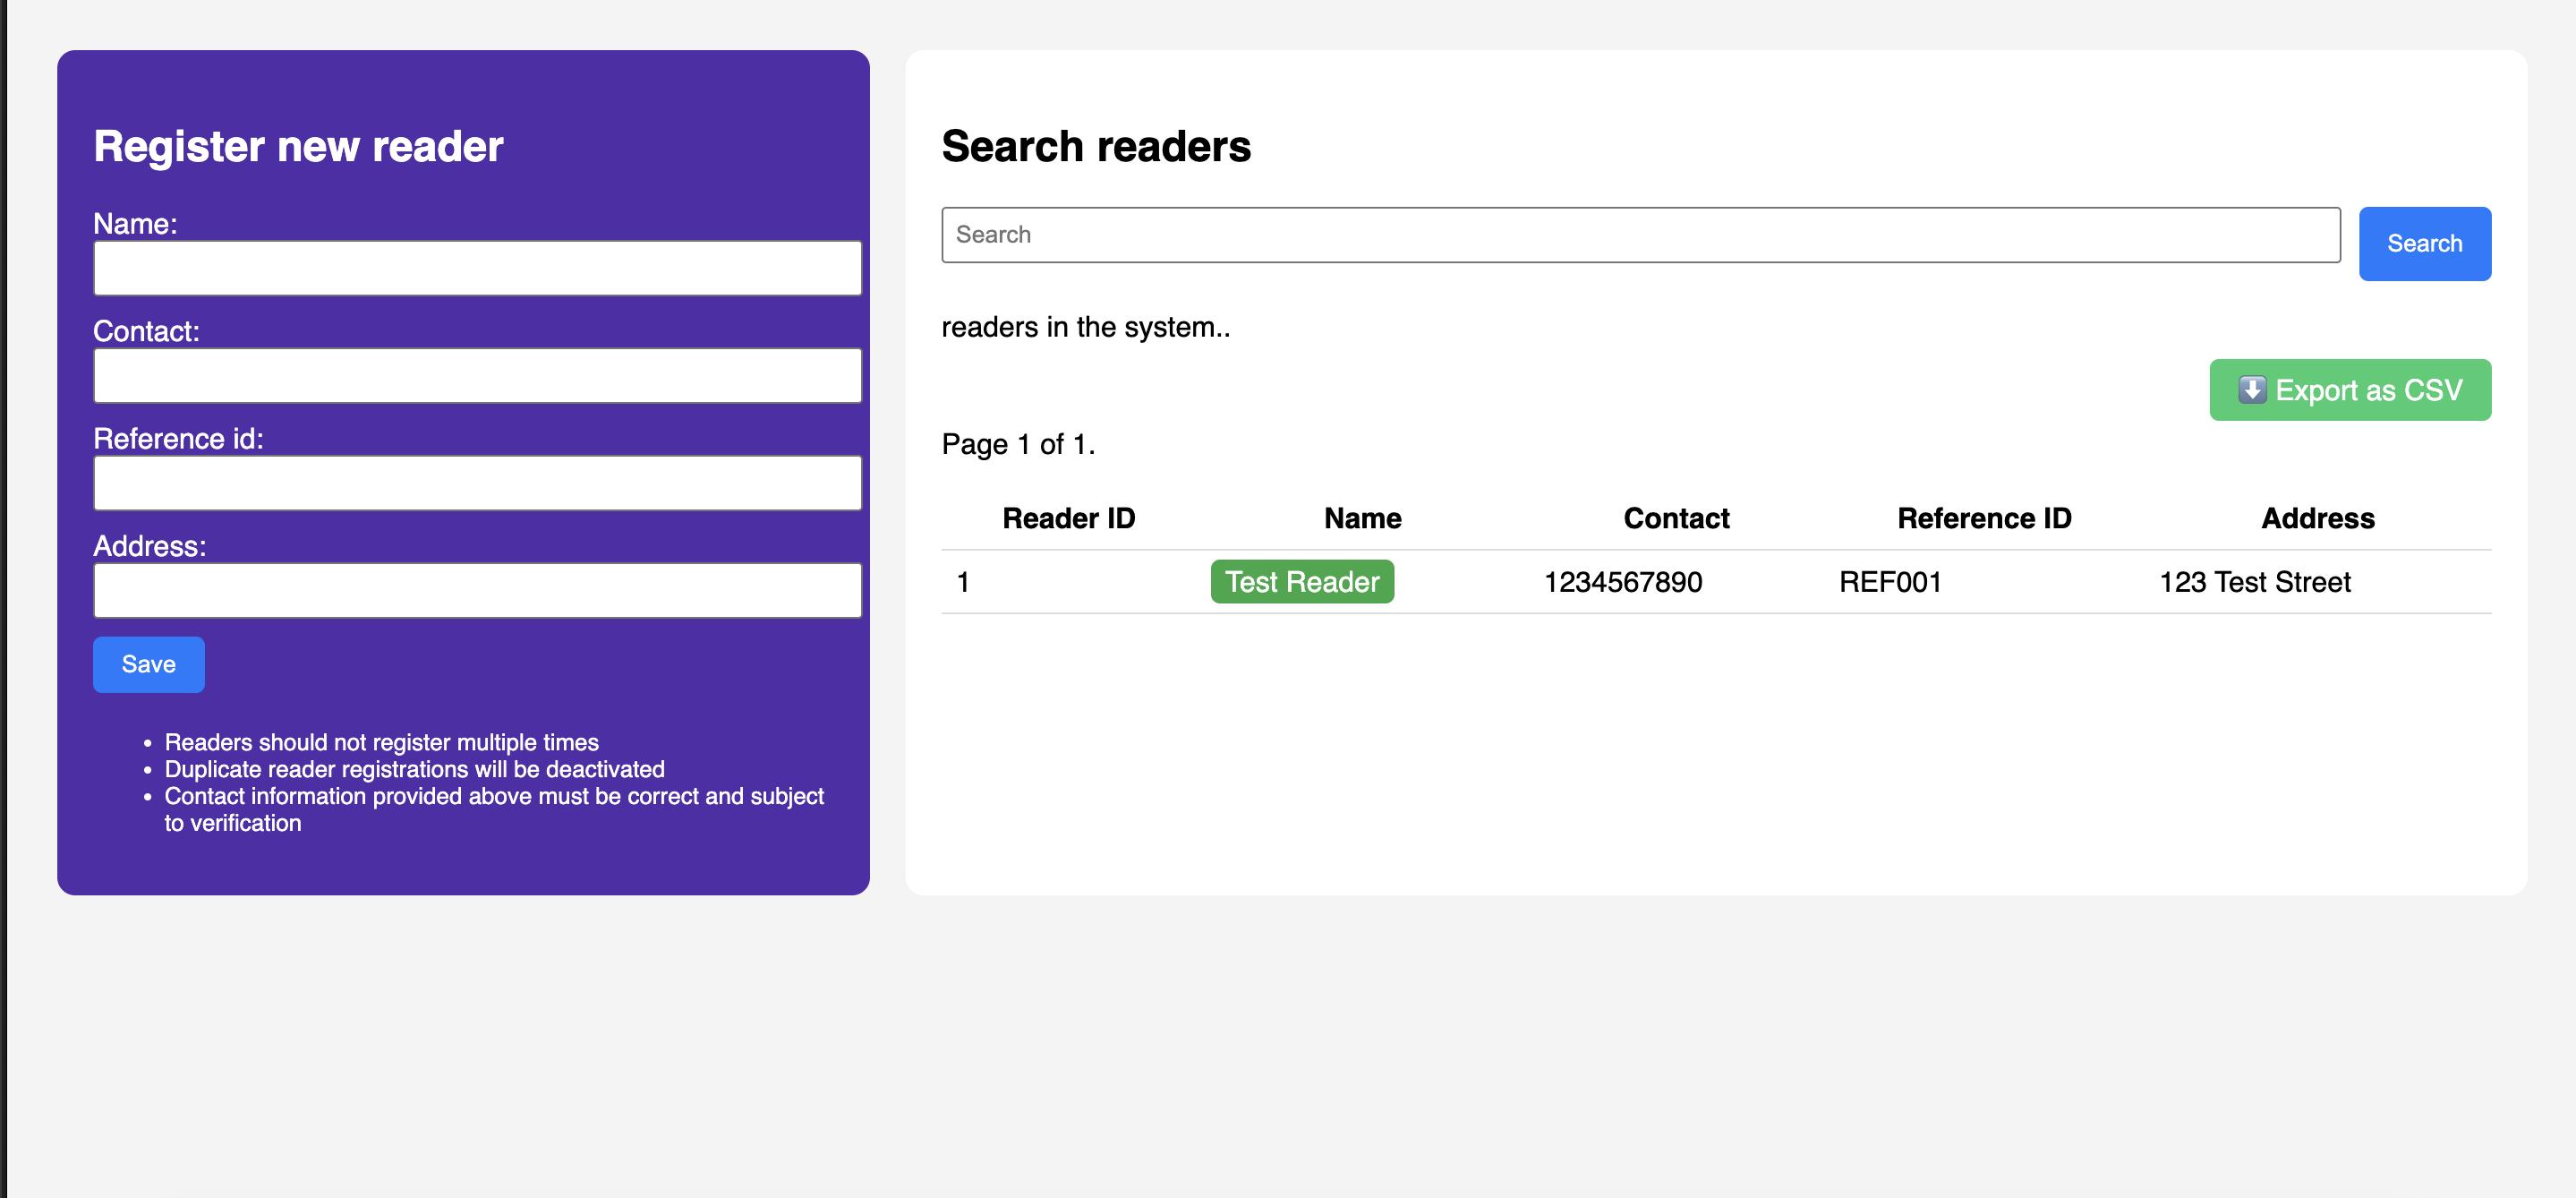 Register new reader
Name:
Contact:
Reference id:
Address:
Save
Readers should not register multiple times
Duplicate reader registrations will be deactivated
Contact information provided above must be correct and subject
to verification
Search readers
Search
Search
readers in the system..
Export as CSV
Page 1 of 1.
Reader ID Name Contact Reference ID Address
1 Test Reader 1234567890 REF001 123 Test Street